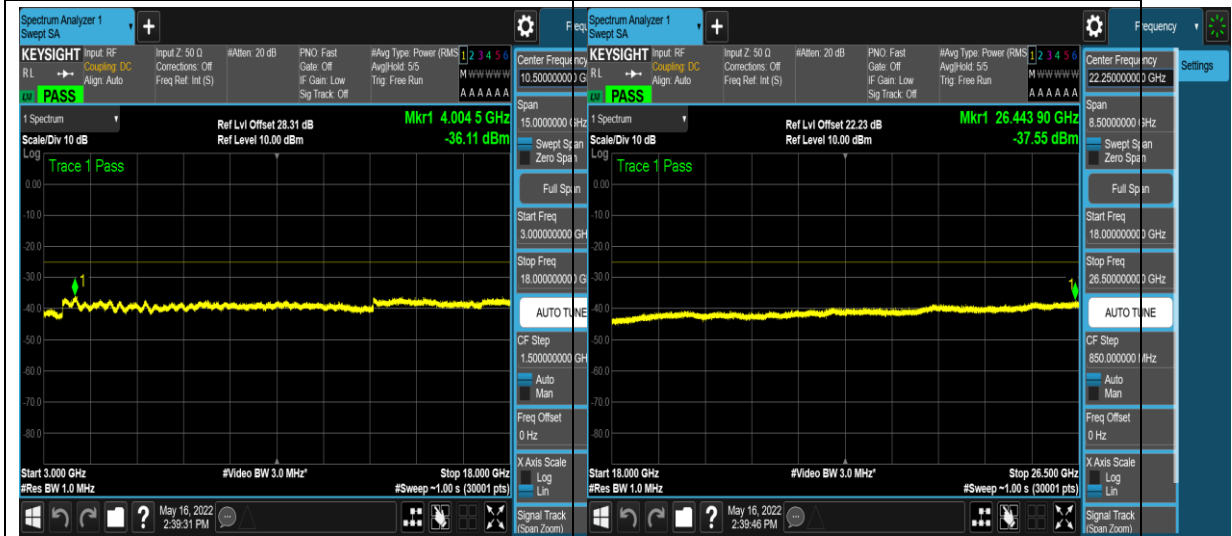 Spectrum Analyzer 1
Swept SA
+
KEYSIGHT
RL
Input: RF
Coupling: DC
Align: Auto
Input Z: 50 Ω
Corrections: Off
Freq Ref: Int (S)
#Atten: 20 dB
PNO: Fast
Gate: Off
IF Gain: Low
Sig Track: Off
#Avg Type: Power (RMS
Avg|Hold: 5/5
Trig: Free Run
1 2 3 4 5 6
M W W W W W
A A A A A A
PASS
1 Spectrum
Scale/Div 10 dB
Log
Ref Lvl Offset 28.31 dB
Ref Level 10.00 dBm
Mkr1 4.004 5 GHz
-36.11 dBm
Trace 1 Pass
0.00
-10.0
-20.0
-30.0
-40.0
-50.0
-60.0
-70.0
-80.0
1
Start 3.000 GHz
#Res BW 1.0 MHz
#Video BW 3.0 MHz*
Stop 18.000 GHz
#Sweep ~1.00 s (30001 pts)
?
May 16, 2022
2:39:31 PM
Frequ
Center Frequency
10.50000000 G
Span
15.0000000 GHz
Swept Span
Zero Span
Full Span
Start Freq
3.000000000 GH
Stop Freq
18.00000000 G
AUTO TUNE
CF Step
1.500000000 GH
Auto
Man
Freq Offset
0 Hz
X Axis Scale
Log
Lin
Signal Track
(Span Zoom)
Spectrum Analyzer 1
Swept SA
+
KEYSIGHT
RL
Input: RF
Coupling: DC
Align: Auto
Input Z: 50 Ω
Corrections: Off
Freq Ref: Int (S)
#Atten: 20 dB
PNO: Fast
Gate: Off
IF Gain: Low
Sig Track: Off
#Avg Type: Power (RMS
Avg|Hold: 5/5
Trig: Free Run
1 2 3 4 5 6
M W W W W W
A A A A A A
PASS
1 Spectrum
Scale/Div 10 dB
Log
Ref Lvl Offset 22.23 dB
Ref Level 10.00 dBm
Mkr1 26.443 90 GHz
-37.55 dBm
Trace 1 Pass
0.00
-10.0
-20.0
-30.0
-40.0
-50.0
-60.0
-70.0
-80.0
1
Start 18.000 GHz
#Res BW 1.0 MHz
#Video BW 3.0 MHz*
Stop 26.500 GHz
#Sweep ~1.00 s (30001 pts)
?
May 16, 2022
2:39:46 PM
Frequency
Settings
Center Frequency
22.250000000 GHz
Span
8.50000000 GHz
Swept Span
Zero Span
Full Span
Start Freq
18.000000000 GHz
Stop Freq
26.500000000 GHz
AUTO TUNE
CF Step
850.000000 MHz
Auto
Man
Freq Offset
0 Hz
X Axis Scale
Log
Lin
Signal Track
(Span Zoom)